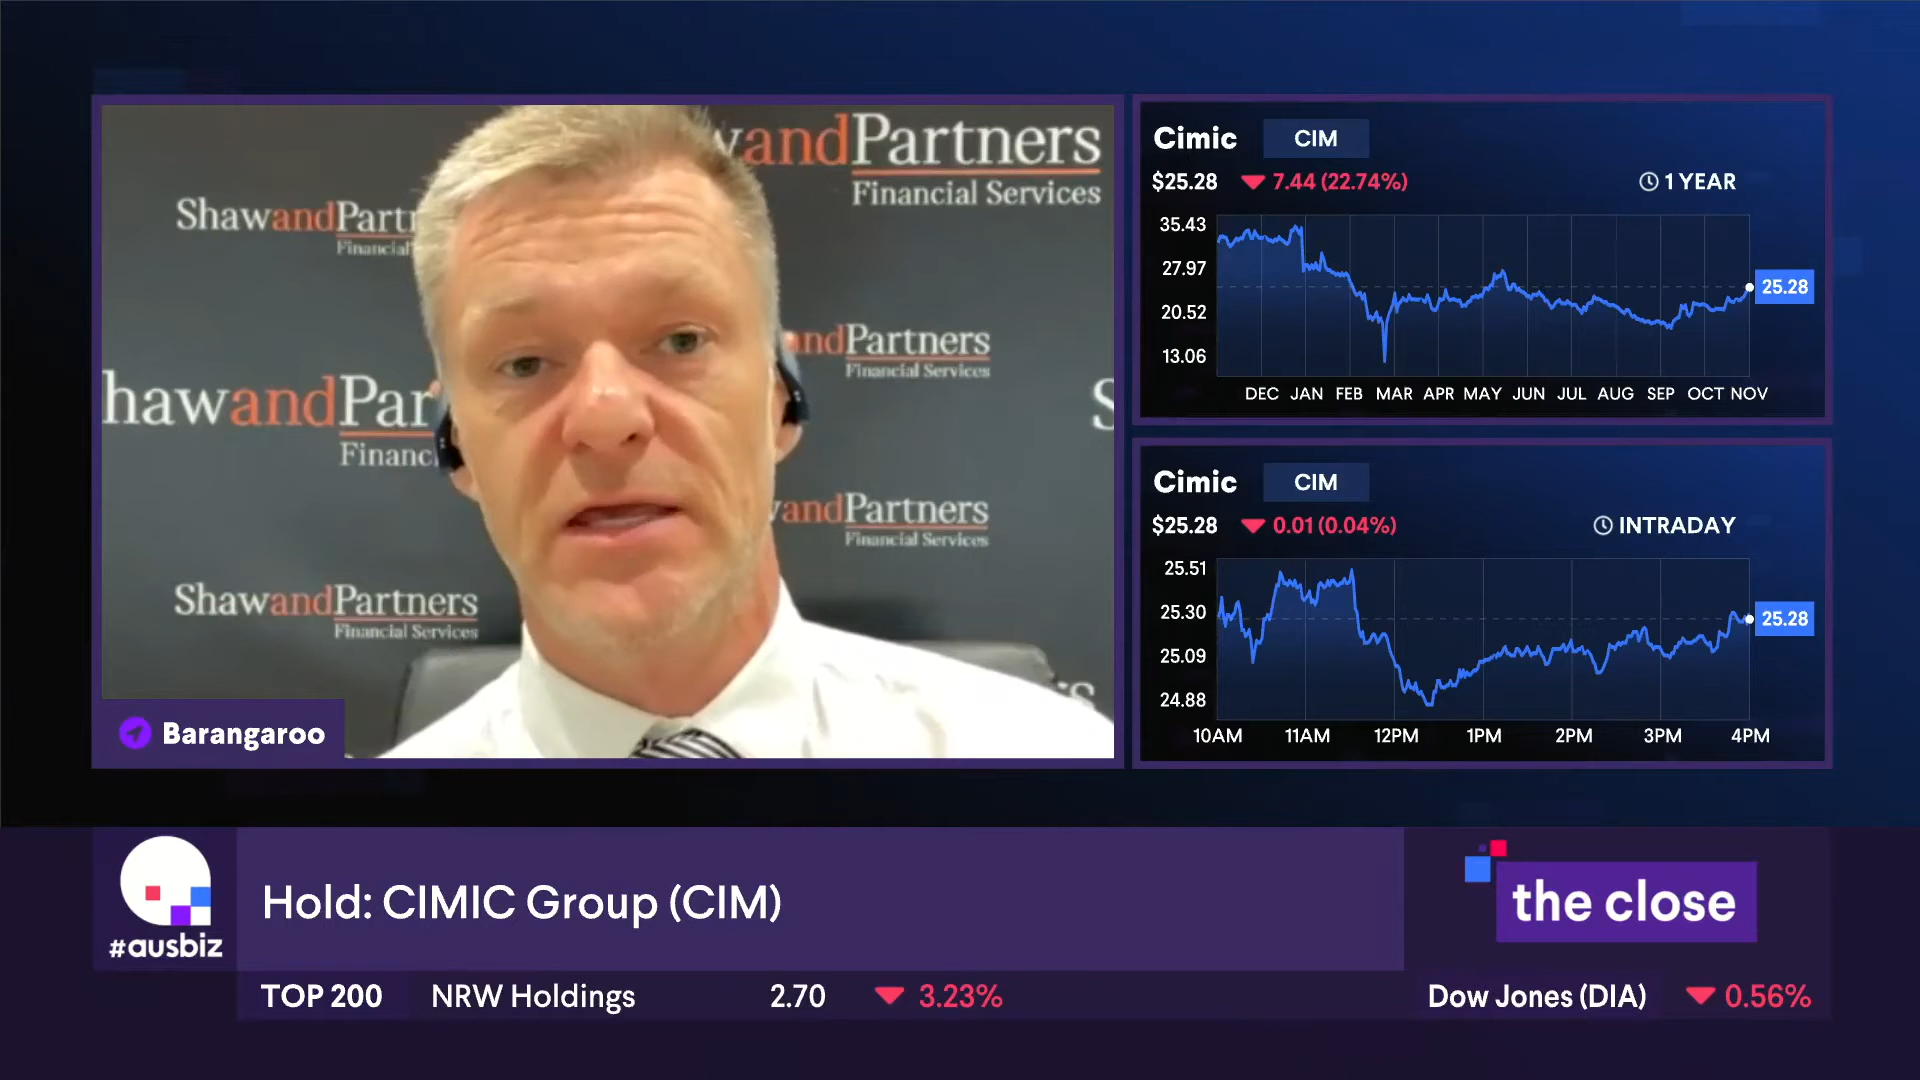 wandPartners
Financial Services
ShawandPartn
Financial
andPartners
Financial Services
hawandPar
Financ
S
wandPartners
Financial Services
ShawandPartners
Financial Services
Barangaroo
Cimic CIM
$25.28 7.44 (22.74%) 1 YEAR
35.43
27.97
25.28
20.52
13.06
DEC JAN FEB MAR APR MAY JUN JUL AUG SEP OCT NOV
Cimic CIM
$25.28 0.01 (0.04%) INTRADAY
25.51
25.30
25.28
25.09
24.88
10AM 11AM 12PM 1PM 2PM 3PM 4PM
#ausbiz
Hold: CIMIC Group (CIM)
the close
TOP 200 NRW Holdings 2.70 3.23% Dow Jones (DIA) 0.56%